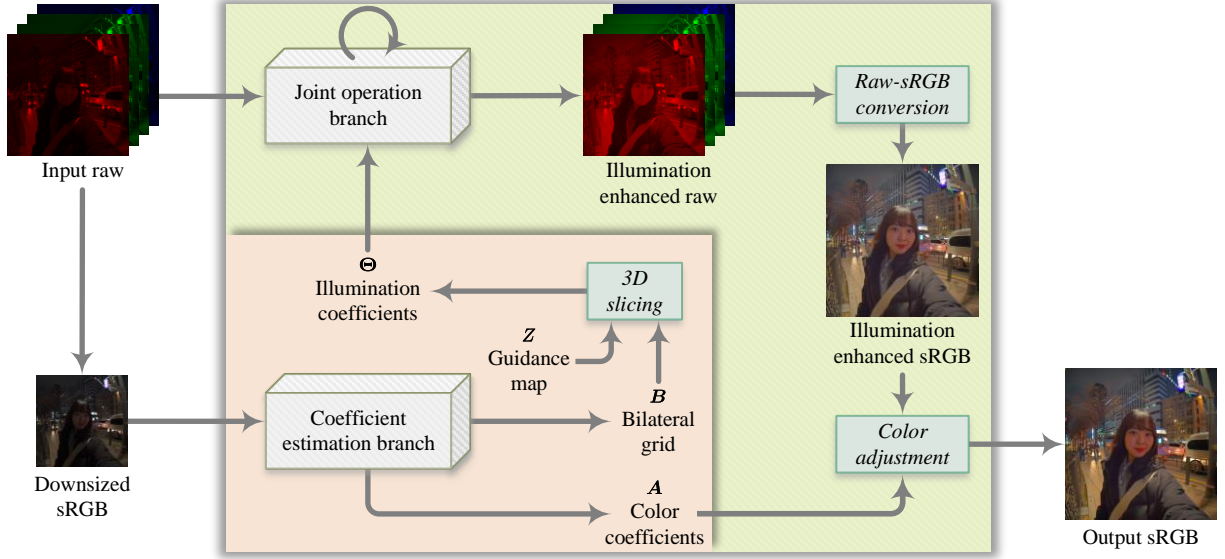 Joint operation
branch
Raw-sRGB
conversion
Input raw
Illumination
enhanced raw
Θ
Illumination
coefficients
3D
slicing
Z
Guidance
map
Illumination
enhanced sRGB
B
Bilateral
grid
Coefficient
estimation branch
Color
adjustment
Downsized
sRGB
A
Color
coefficients
Output sRGB